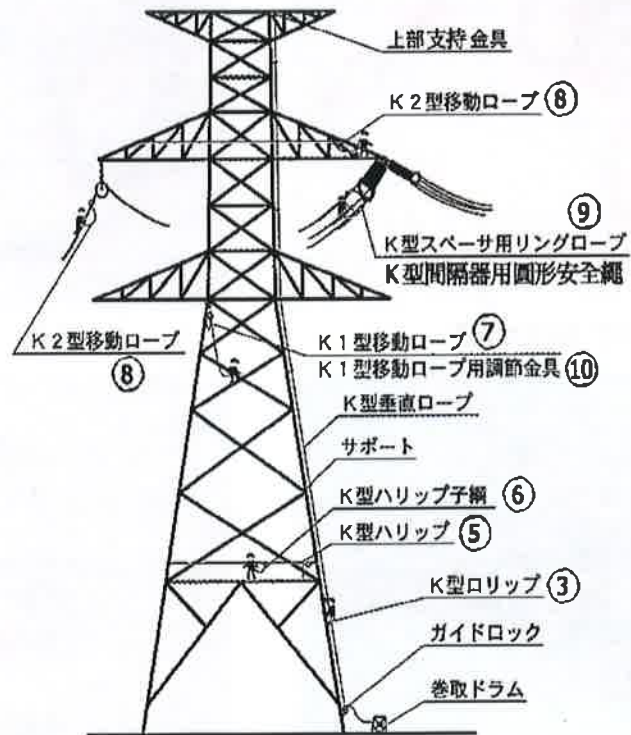 上部支持金具
K2型移動ロープ ⑧
⑨
K型スペーサ用リングロープ
K型間隔器用圓形安全繩
K2型移動ロープ
⑧
K1型移動ロープ ⑦
K1型移動ロープ用調節金具 ⑩
K型垂直ロープ
サポート
K型ハリップ子綱 ⑥
K型ハリップ ⑤
K型ロリップ ③
ガイドロック
巻取ドラム